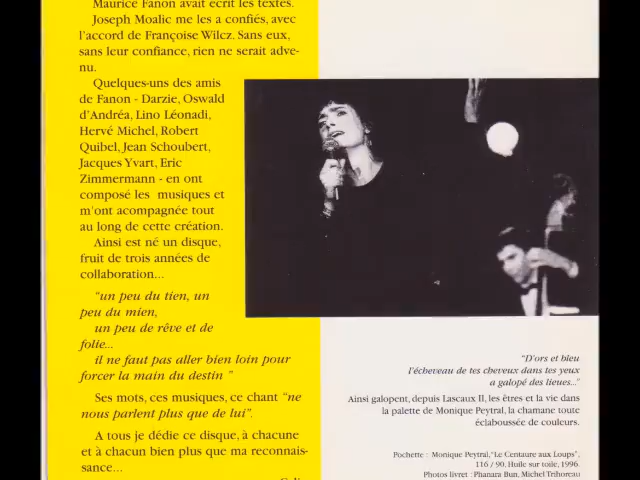 Maurice Fanon avait écrit les textes.
Joseph Moalic me les a confiés, avec
l'accord de Françoise Wilcz. Sans eux,
sans leur confiance, rien ne serait adve-
nu.
Quelques-uns des amis
de Fanon - Darzie, Oswald
d'Andréa, Lino Léonadi,
Hervé Michel, Robert
Quibel, Jean Schoubert,
Jacques Yvart, Eric
Zimmermann - en ont
composé les musiques et
m'ont acompagnée tout
au long de cette création.
Ainsi est né un disque,
fruit de trois années de
collaboration...
"un peu du tien, un
peu du mien,
un peu de rêve et de
folie...
il ne faut pas aller bien loin pour
forcer la main du destin "
Ses mots, ces musiques, ce chant "ne
nous parlent plus que de lui".
A tous je dédie ce disque, à chacune
et à chacun bien plus que ma reconnais-
sance...
"D'ors et bleu
l'écheveau de tes cheveux dans tes yeux
a galopé des lieues..."
Ainsi galopent, depuis Lascaux II, les êtres et la vie dans
la palette de Monique Peytral, la chamane toute
éclaboussée de couleurs.
Pochette : Monique Peytral,"Le Centaure aux Loups",
116 / 90, Huile sur toile, 1996.
Photos livret : Phanara Bun, Michel Trihoreau